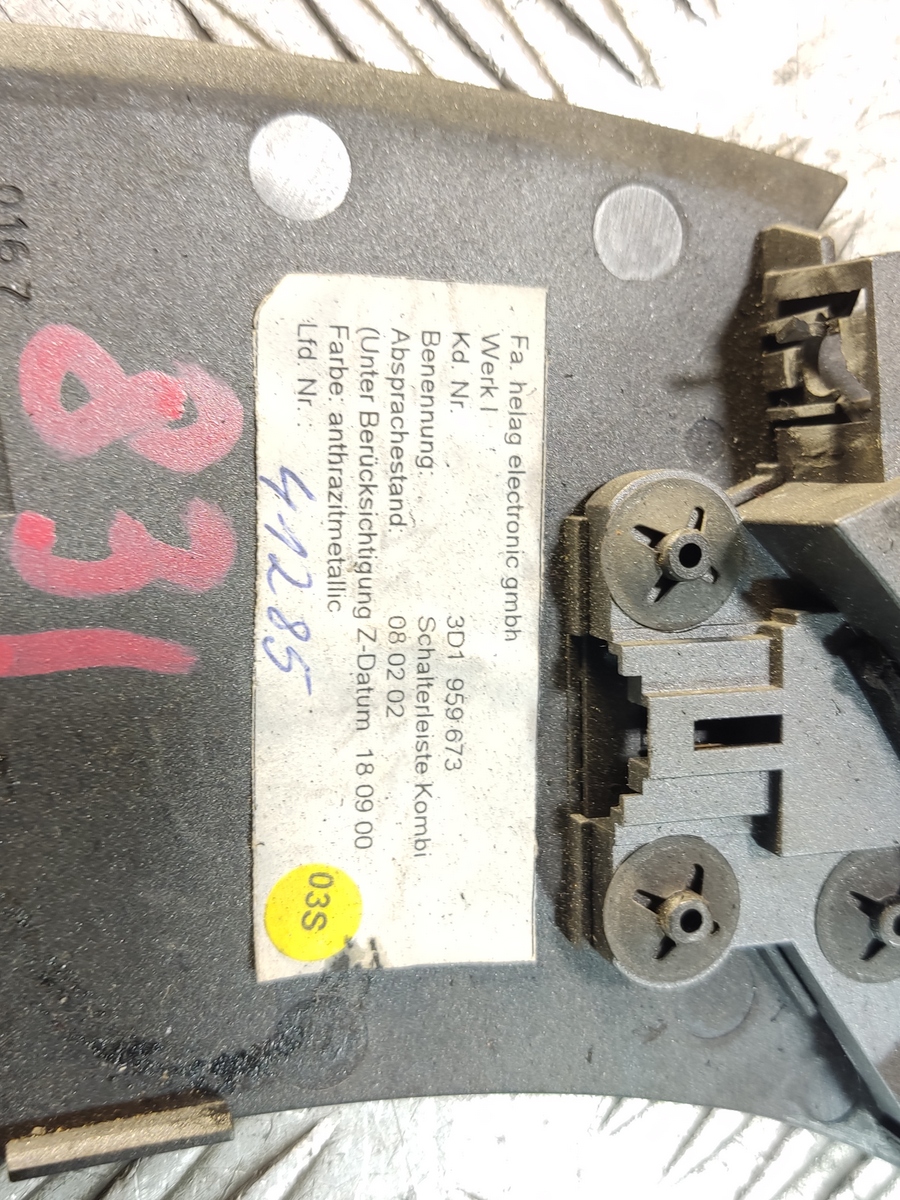 Fa. helag electronic gmbh
Werk I
Kd. Nr. 3D1 959 673
Benennung: Schalterleiste Kombi
Absprachestand: 08 02 02
(Unter Berücksichtigung Z-Datum 18 09 00
Farbe: anthrazitmetallic
Lfd. Nr.: 41285
03S
831